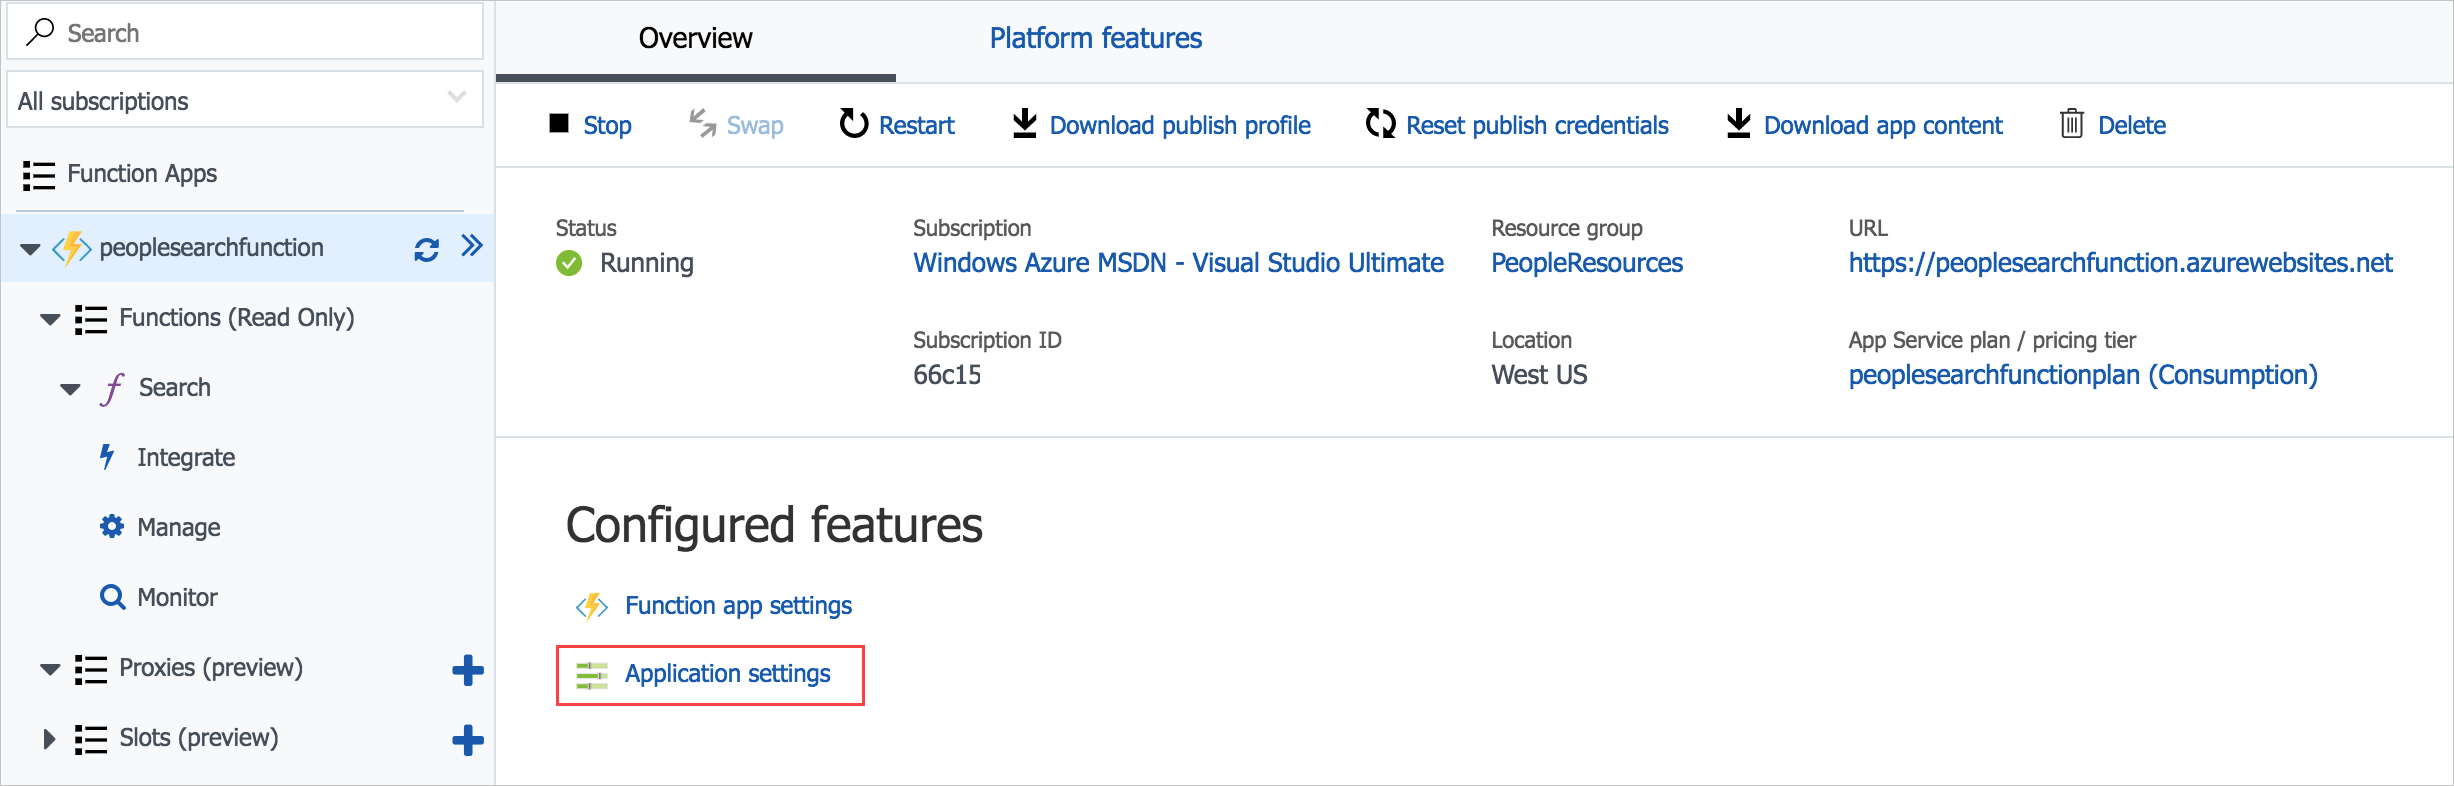 Search
All subscriptions
Function Apps
peoplesearchfunction
Functions (Read Only)
Search
Integrate
Manage
Monitor
Proxies (preview)
Slots (preview)
Overview Platform features
Stop Swap Restart Download publish profile Reset publish credentials Download app content Delete
Status Subscription Resource group URL
Running Windows Azure MSDN - Visual Studio Ultimate PeopleResources https://peoplesearchfunction.azurewebsites.net
Subscription ID Location App Service plan / pricing tier
66c15 West US peoplesearchfunctionplan (Consumption)
Configured features
Function app settings
Application settings